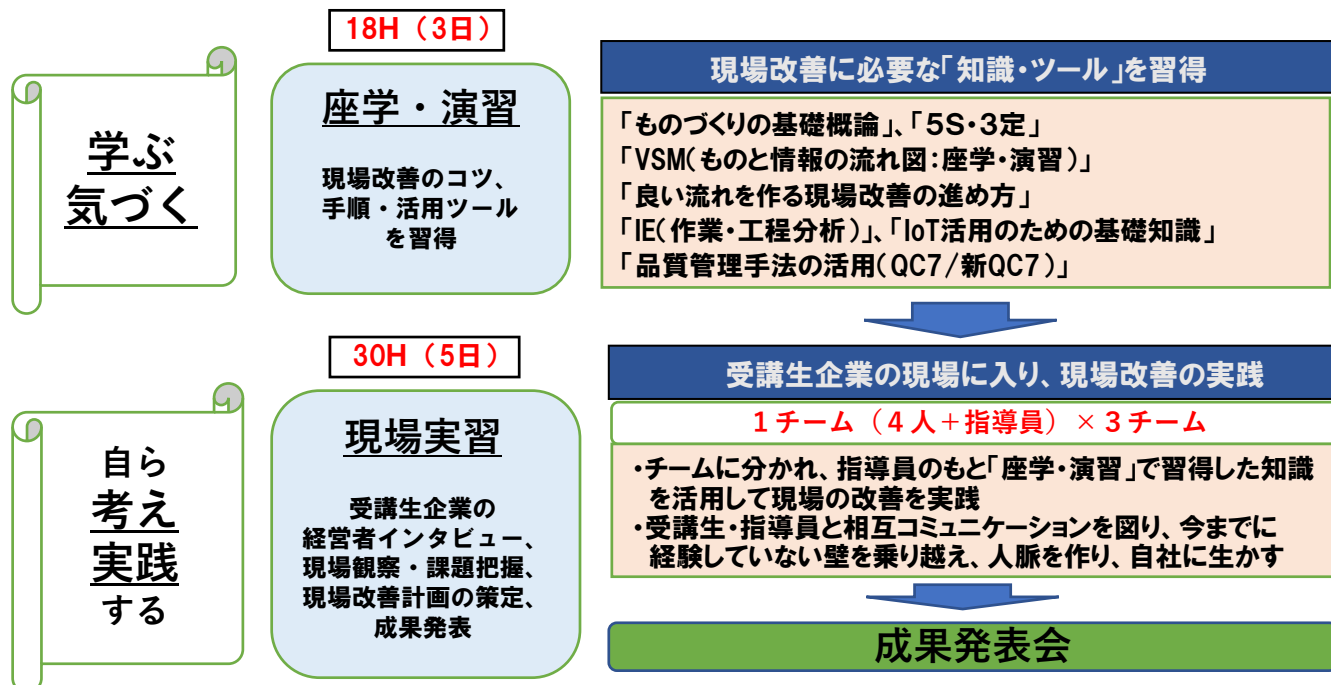 18H（3日）
学ぶ
気づく
座学・演習
現場改善のコツ、
手順・活用ツール
を習得
現場改善に必要な「知識・ツール」を習得
「ものづくりの基礎概論」、「5S・3定」
「VSM(ものと情報の流れ図：座学・演習)」
「良い流れを作る現場改善の進め方」
「IE(作業・工程分析)」、「IoT活用のための基礎知識」
「品質管理手法の活用(QC7/新QC7)」
30H（5日）
自ら
考え
実践
する
現場実習
受講生企業の
経営者インタビュー、
現場観察・課題把握、
現場改善計画の策定、
成果発表
受講生企業の現場に入り、現場改善の実践
1チーム（4人＋指導員）×3チーム
・チームに分かれ、指導員のもと「座学・演習」で習得した知識
を活用して現場の改善を実践
・受講生・指導員と相互コミュニケーションを図り、今までに
経験していない壁を乗り越え、人脈を作り、自社に生かす
成果発表会